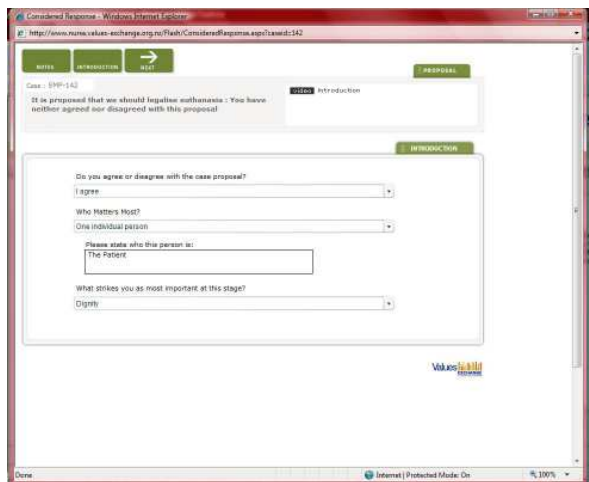 Considered Response - Windows Internet Explorer
http://www.nurse.values-exchange.org.nz/Flash/ConsideredResponse.aspx?caseid=142
NOTES
INTRODUCTION
NEXT
PROPOSAL
Case : SMP-142
It is proposed that we should legalise euthanasia : You have
neither agreed nor disagreed with this proposal
video Introduction
INTRODUCTION
Do you agree or disagree with the case proposal?
I agree
Who Matters Most?
One individual person
Please state who this person is:
The Patient
What strikes you as most important at this stage?
Dignity
Values
EXCHANGE
Done
Internet | Protected Mode: On
100%